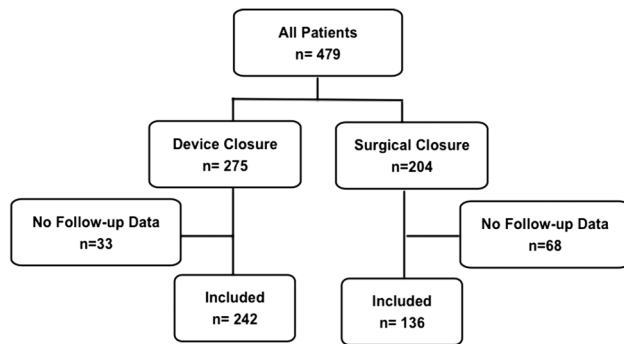 All Patients
n= 479
Device Closure
n= 275
Surgical Closure
n=204
No Follow-up Data
n=33
No Follow-up Data
n=68
Included
n= 242
Included
n= 136